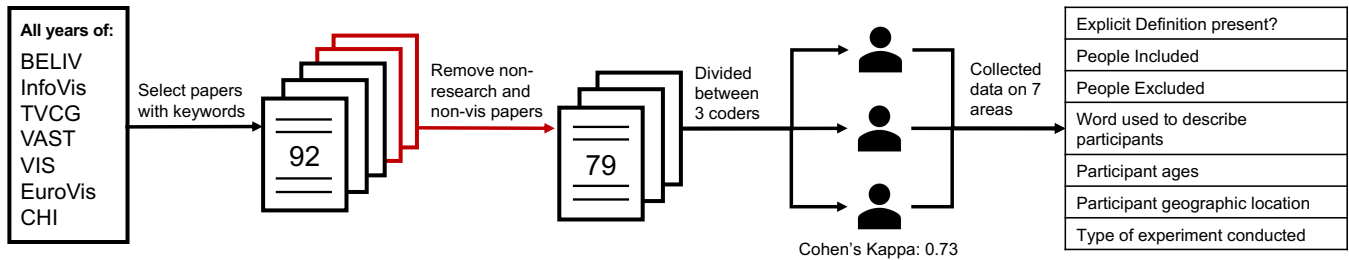 All years of:
BELIV
InfoVis
TVCG
VAST
VIS
EuroVis
CHI
Select papers
with keywords
92
Remove non-
research and
non-vis papers
79
Divided
between
3 coders
Cohen's Kappa: 0.73
Collected
data on 7
areas
Explicit Definition present?
People Included
People Excluded
Word used to describe
participants
Participant ages
Participant geographic location
Type of experiment conducted